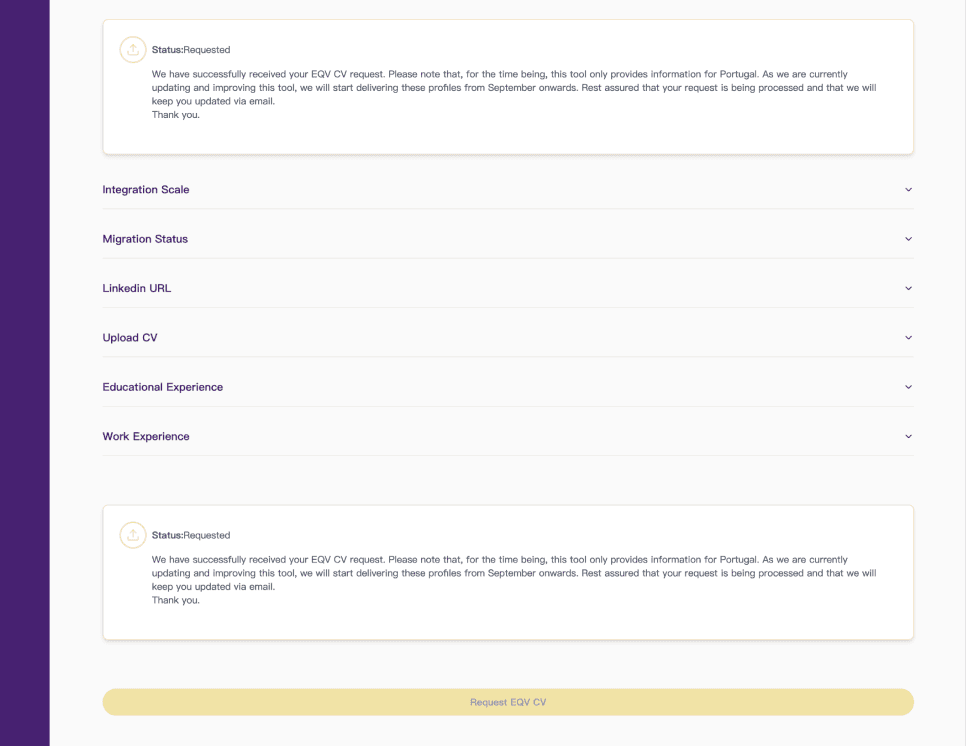 Status:Requested
We have successfully received your EQV CV request. Please note that, for the time being, this tool only provides information for Portugal. As we are currently
updating and improving this tool, we will start delivering these profiles from September onwards. Rest assured that your request is being processed and that we will
keep you updated via email.
Thank you.
Integration Scale
Migration Status
Linkedin URL
Upload CV
Educational Experience
Work Experience
Status:Requested
We have successfully received your EQV CV request. Please note that, for the time being, this tool only provides information for Portugal. As we are currently
updating and improving this tool, we will start delivering these profiles from September onwards. Rest assured that your request is being processed and that we will
keep you updated via email.
Thank you.
Request EQV CV